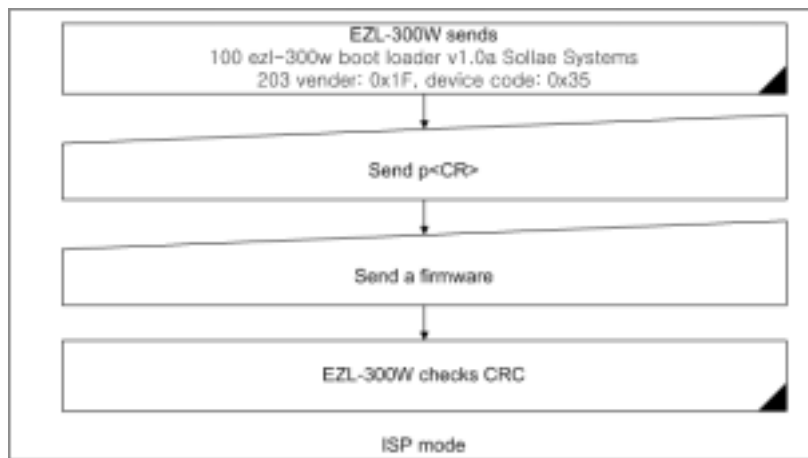 EZL-300W sends
100 ezl-300w boot loader v1.0a Sollae Systems
203 vender: 0x1F, device code: 0x35
Send p<CR>
Send a firmware
EZL-300W checks CRC
ISP mode